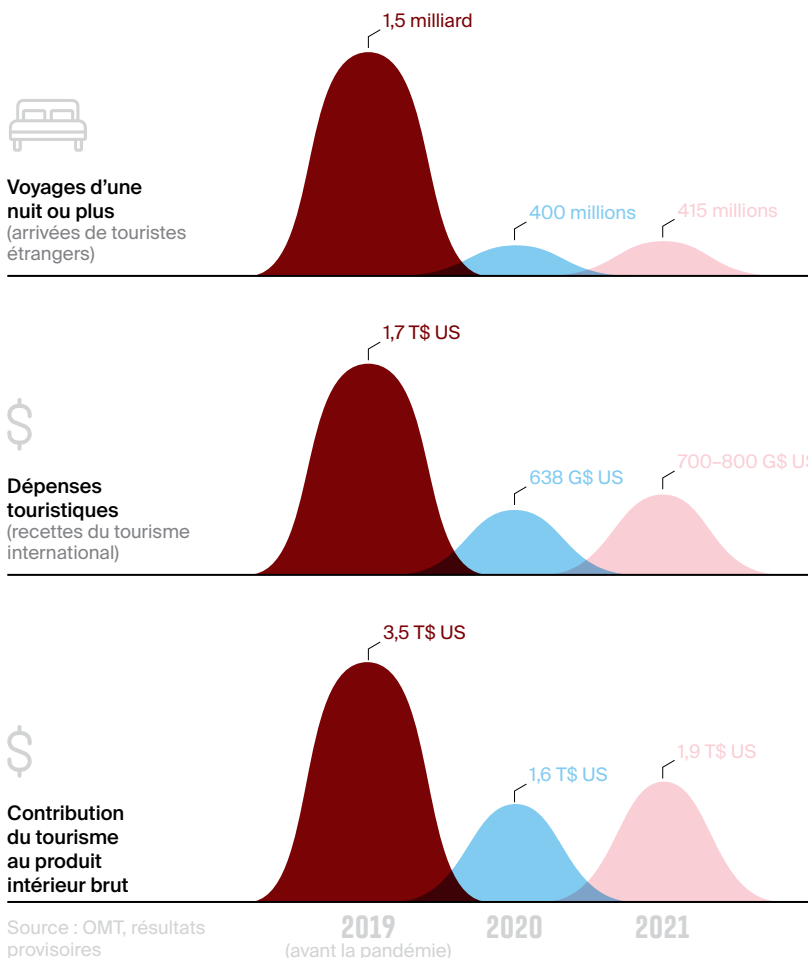 1,5 milliard
Voyages d'une
nuit ou plus
(arrivées de touristes
étrangers)
400 millions
415 millions
1,7 T$ US
$
Dépenses
touristiques
(recettes du tourisme
international)
638 G$ US
700–800 G$ US
3,5 T$ US
$
Contribution
du tourisme
au produit
intérieur brut
1,6 T$ US
1,9 T$ US
Source : OMT, résultats
provisoires
2019
(avant la pandémie)
2020
2021